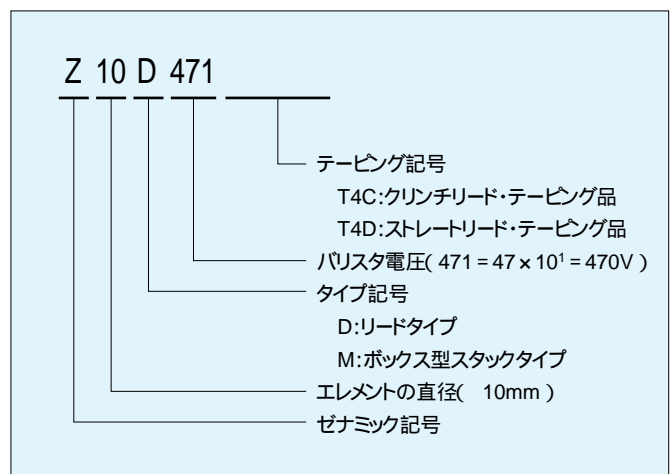 Z 10 D 471
テーピング記号
T4C:クリンチリード・テーピング品
T4D:ストレートリード・テーピング品
バリスタ電圧( 471 = 47 × 10¹ = 470V )
タイプ記号
D:リードタイプ
M:ボックス型スタックタイプ
エレメントの直径( 10mm )
ゼナミック記号